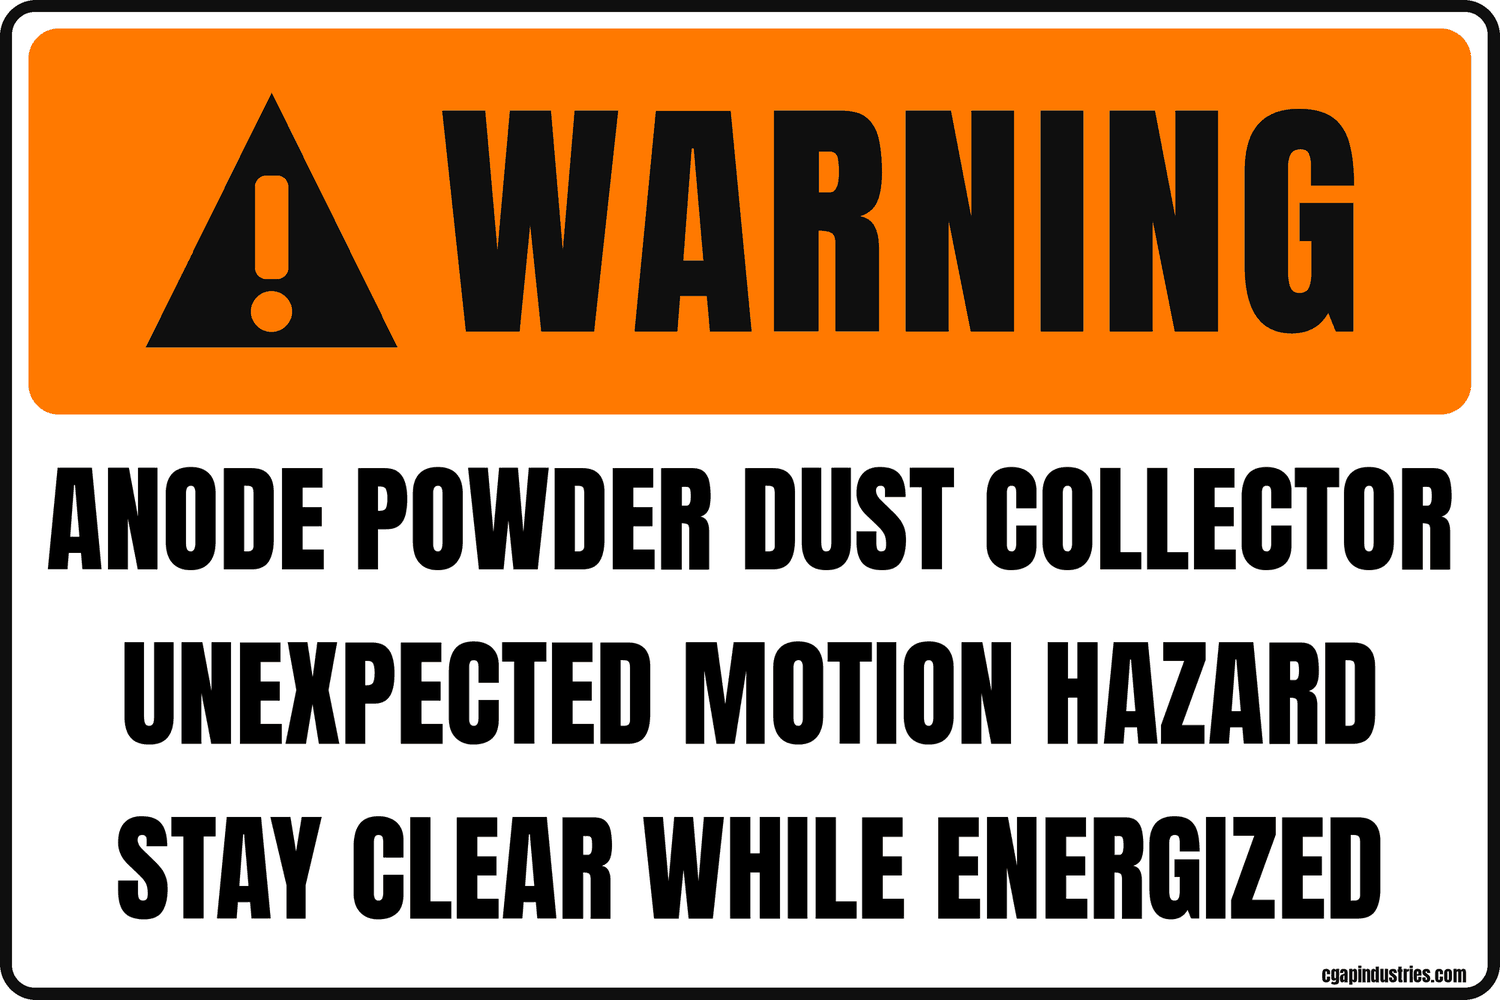 WARNING
ANODE POWDER DUST COLLECTOR
UNEXPECTED MOTION HAZARD
STAY CLEAR WHILE ENERGIZED
cgapindustries.com